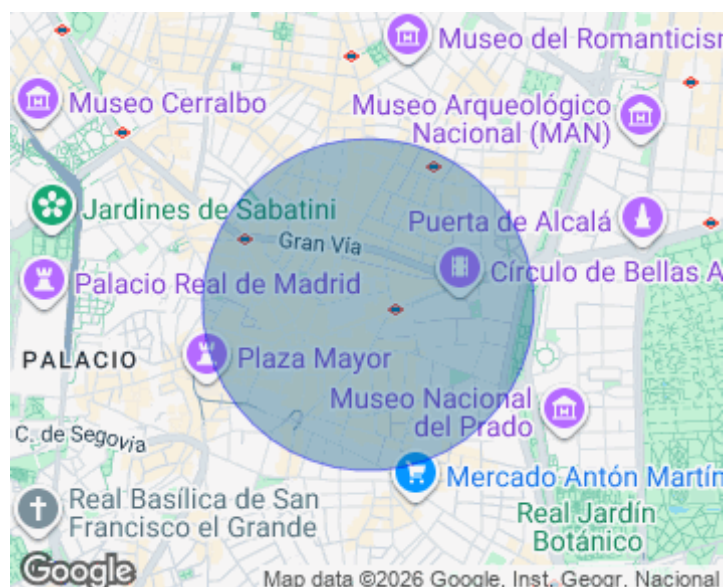 Museo del Romanticism
Museo Cerralbo
Museo Arqueológico
Nacional (MAN)
Jardines de Sabatini
Puerta de Alcalá
Gran Vía
Círculo de Bellas A
Palacio Real de Madrid
PALACIO
Plaza Mayor
Museo Nacional
del Prado
C. de Segovia
Mercado Antón Martín
Real Basílica de San
Francisco el Grande
Real Jardín
Botánico
Google
Map data ©2026 Google, Inst. Geogr. Nacional